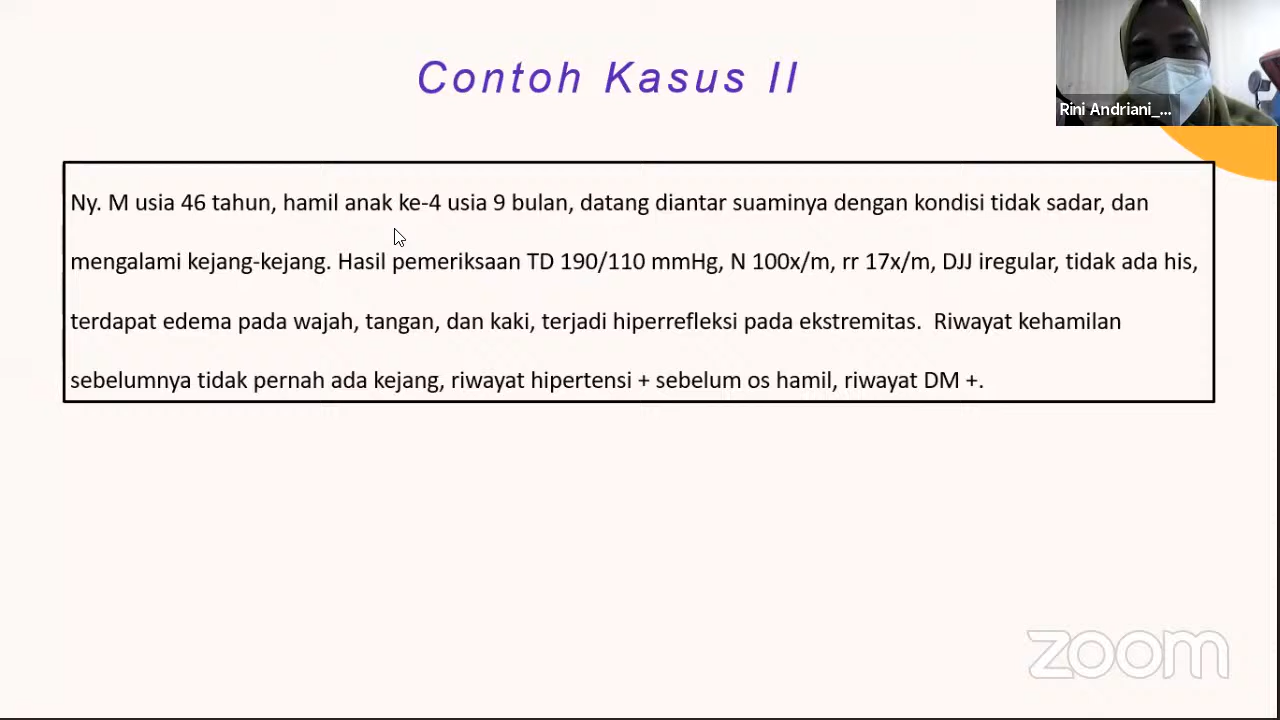 Contoh Kasus II
Rini Andriani_...
Ny. M usia 46 tahun, hamil anak ke-4 usia 9 bulan, datang diantar suaminya dengan kondisi tidak sadar, dan
mengalami kejang-kejang. Hasil pemeriksaan TD 190/110 mmHg, N 100x/m, rr 17x/m, DJJ iregular, tidak ada his,
terdapat edema pada wajah, tangan, dan kaki, terjadi hiperrefleksi pada ekstremitas.  Riwayat kehamilan
sebelumnya tidak pernah ada kejang, riwayat hipertensi + sebelum os hamil, riwayat DM +.
zoom